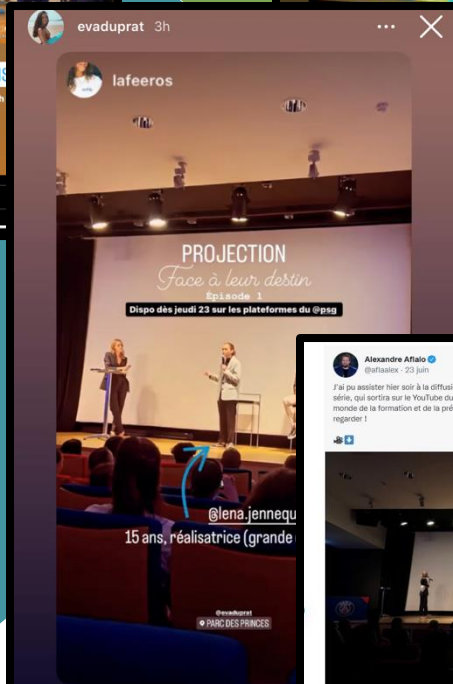 evaduprat 3h
lafeeros
PROJECTION
Face à leur destin
Épisode 1
Dispo dès jeudi 23 sur les plateformes du @psg
@lena.jennequ
15 ans, réalisatrice (grande
@evaduprat
PARC DES PRINCES
Alexandre Aflalo
@aflaalex · 23 juin
J'ai pu assister hier soir à la diffusi
série, qui sortira sur le YouTube du
monde de la formation et de la pré
regarder !